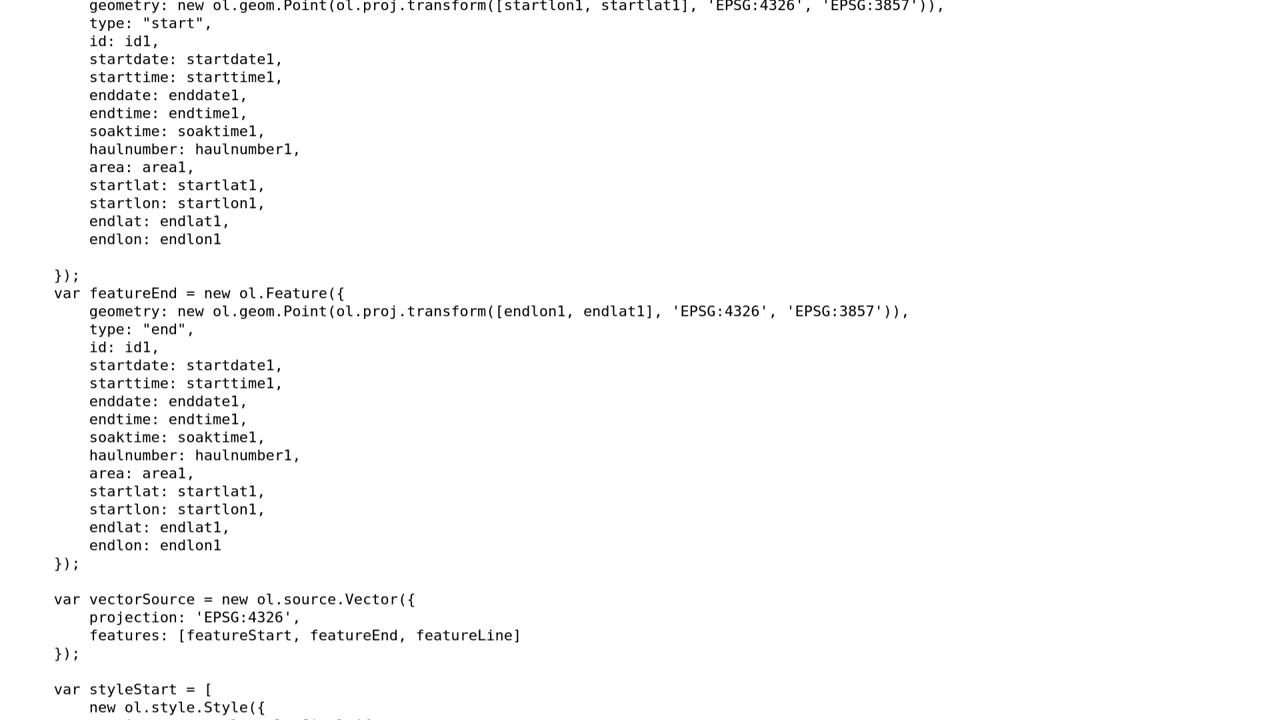 geometry: new ol.geom.Point(ol.proj.transform([startlon1, startlat1], 'EPSG:4326', 'EPSG:3857')),
type: "start",
id: id1,
startdate: startdate1,
starttime: starttime1,
enddate: enddate1,
endtime: endtime1,
soaktime: soaktime1,
haulnumber: haulnumber1,
area: area1,
startlat: startlat1,
startlon: startlon1,
endlat: endlat1,
endlon: endlon1
});
var featureEnd = new ol.Feature({
geometry: new ol.geom.Point(ol.proj.transform([endlon1, endlat1], 'EPSG:4326', 'EPSG:3857')),
type: "end",
id: id1,
startdate: startdate1,
starttime: starttime1,
enddate: enddate1,
endtime: endtime1,
soaktime: soaktime1,
haulnumber: haulnumber1,
area: area1,
startlat: startlat1,
startlon: startlon1,
endlat: endlat1,
endlon: endlon1
});
var vectorSource = new ol.source.Vector({
projection: 'EPSG:4326',
features: [featureStart, featureEnd, featureLine]
});
var styleStart = [
new ol.style.Style({